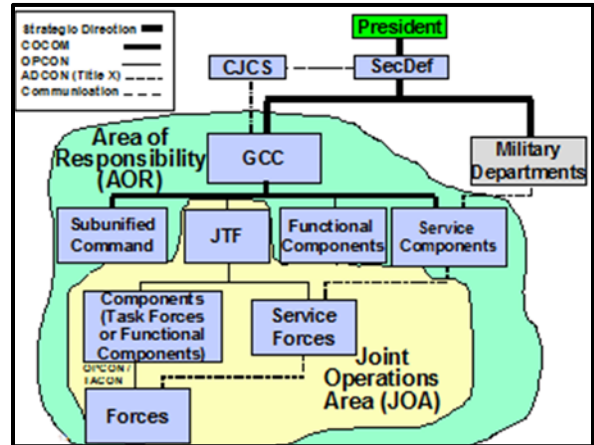 Strategic Direction
COCOM
OPCON
ADCON (Title X)
Communication
President
CJCS
SecDef
Area of
Responsibility
(AOR)
GCC
Military
Departments
Subunified
Command
JTF
Functional
Components
Service
Components
Components
(Task Forces
or Functional
Components)
Service
Forces
OPCON /
TACON
Joint
Operations
Area (JOA)
Forces